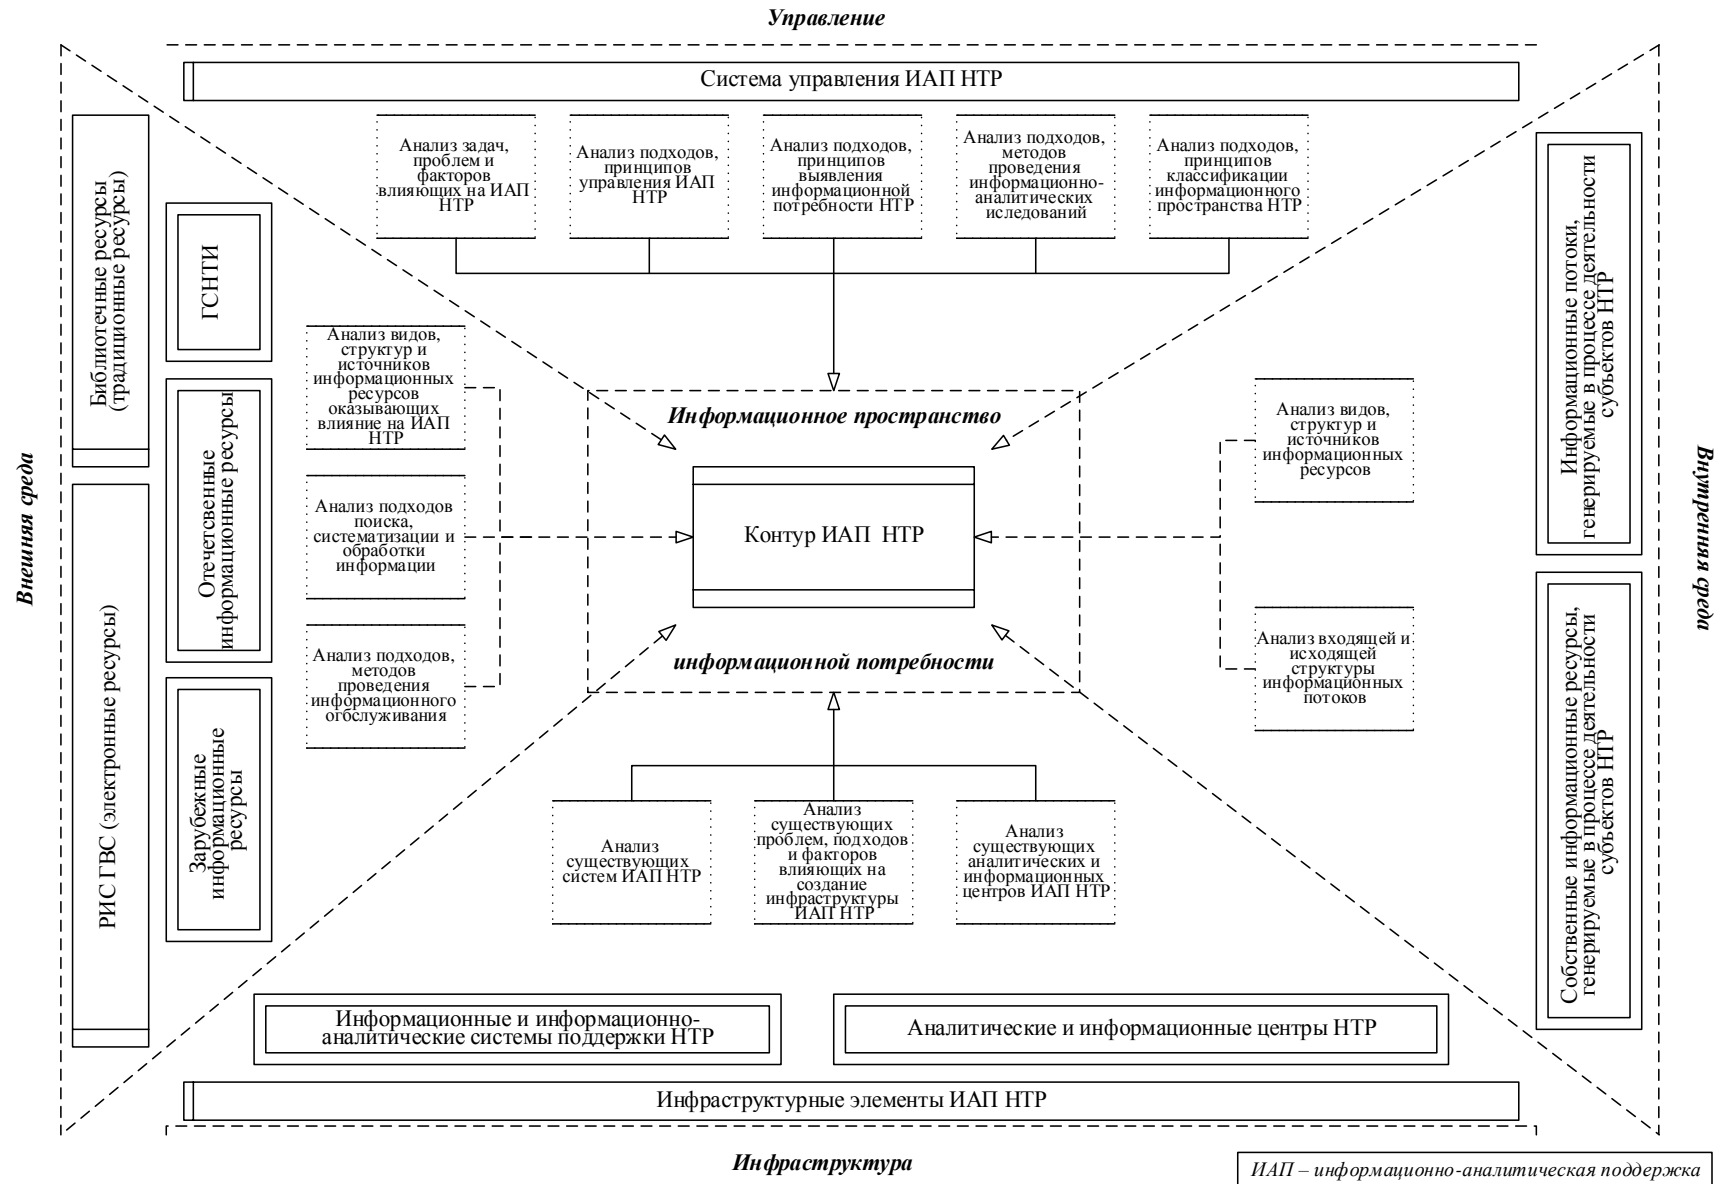 Управление
Система управления ИАП НТР
Анализ задач,
проблем и
факторов
влияющих на ИАП
НТР
Анализ подходов,
принципов
управления ИАП
НТР
Анализ подходов,
принципов
выявления
информационной
потребности НТР
Анализ подходов,
методов
проведения
информационно-
аналитических
иследований
Анализ подходов,
принципов
классификации
информационного
пространства НТР
Внешняя среда
Библиотечные ресурсы
(традиционные ресурсы)
РИС ГВС (электронные ресурсы)
ГСНТИ
Отечетсвенные
информационные ресурсы
Зарубежные
информационные
ресурсы
Анализ видов,
структур и
источников
информационных
ресурсов
оказывающих
влияние на ИАП
НТР
Анализ подходов
поиска,
систематизации и
обработки
информации
Анализ подходов,
методов
проведения
информационного
огбслуживания
Информационное пространство
Контур ИАП  НТР
информационной потребности
Анализ видов,
структур и
источников
информационных
ресурсов
Анализ входящей и
исходящей
структуры
информационных
потоков
Информационные потоки,
генерируемые в процессе деятельности
субъектов НТР
Собственные информационные ресурсы,
генерируемые в процессе деятельности
субъектов НТР
Внутренняя среда
Анализ
существующих
систем ИАП НТР
Анализ
существующих
проблем, подходов
и факторов
влияющих на
создание
инфраструктуры
ИАП НТР
Анализ
существующих
аналитических и
информационных
центров ИАП НТР
Информационные и информационно-
аналитические системы поддержки НТР
Аналитические и информационные центры НТР
Инфраструктурные элементы ИАП НТР
Инфраструктура
ИАП – информационно-аналитическая поддержка